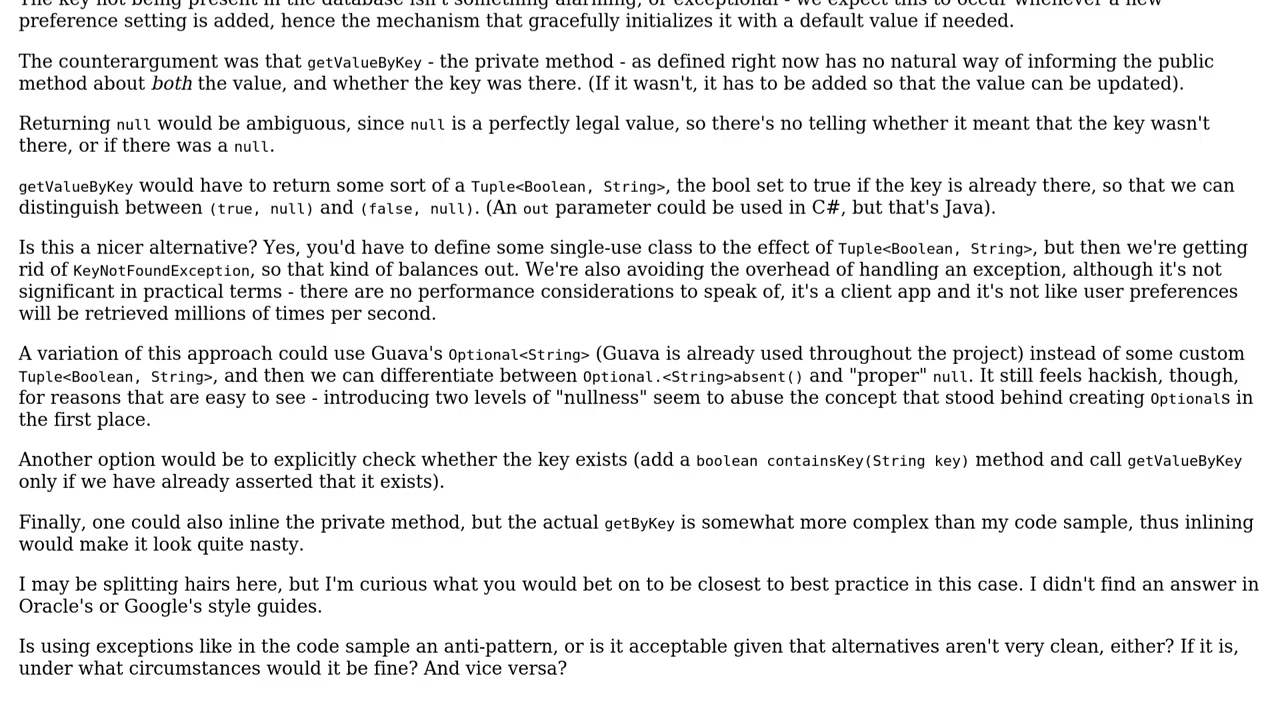 The key not being present in the database isn't something alarming, or exceptional - we expect this to occur whenever a new
preference setting is added, hence the mechanism that gracefully initializes it with a default value if needed.
The counterargument was that getValueByKey - the private method - as defined right now has no natural way of informing the public
method about both the value, and whether the key was there. (If it wasn't, it has to be added so that the value can be updated).
Returning null would be ambiguous, since null is a perfectly legal value, so there's no telling whether it meant that the key wasn't
there, or if there was a null.
getValueByKey would have to return some sort of a Tuple<Boolean, String>, the bool set to true if the key is already there, so that we can
distinguish between (true, null) and (false, null). (An out parameter could be used in C#, but that's Java).
Is this a nicer alternative? Yes, you'd have to define some single-use class to the effect of Tuple<Boolean, String>, but then we're getting
rid of KeyNotFoundException, so that kind of balances out. We're also avoiding the overhead of handling an exception, although it's not
significant in practical terms - there are no performance considerations to speak of, it's a client app and it's not like user preferences
will be retrieved millions of times per second.
A variation of this approach could use Guava's Optional<String> (Guava is already used throughout the project) instead of some custom
Tuple<Boolean, String>, and then we can differentiate between Optional.<String>absent() and "proper" null. It still feels hackish, though,
for reasons that are easy to see - introducing two levels of "nullness" seem to abuse the concept that stood behind creating Optionals in
the first place.
Another option would be to explicitly check whether the key exists (add a boolean containsKey(String key) method and call getValueByKey
only if we have already asserted that it exists).
Finally, one could also inline the private method, but the actual getByKey is somewhat more complex than my code sample, thus inlining
would make it look quite nasty.
I may be splitting hairs here, but I'm curious what you would bet on to be closest to best practice in this case. I didn't find an answer in
Oracle's or Google's style guides.
Is using exceptions like in the code sample an anti-pattern, or is it acceptable given that alternatives aren't very clean, either? If it is,
under what circumstances would it be fine? And vice versa?